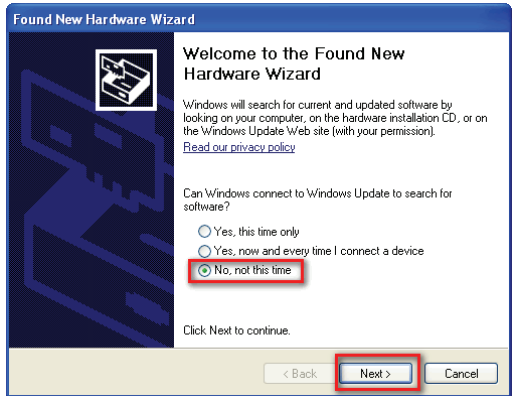 Found New Hardware Wizard
Welcome to the Found New
Hardware Wizard
Windows will search for current and updated software by
looking on your computer, on the hardware installation CD, or on
the Windows Update Web site (with your permission).
Read our privacy policy
Can Windows connect to Windows Update to search for
software?
Yes, this time only
Yes, now and every time I connect a device
No, not this time
Click Next to continue.
< Back Next > Cancel